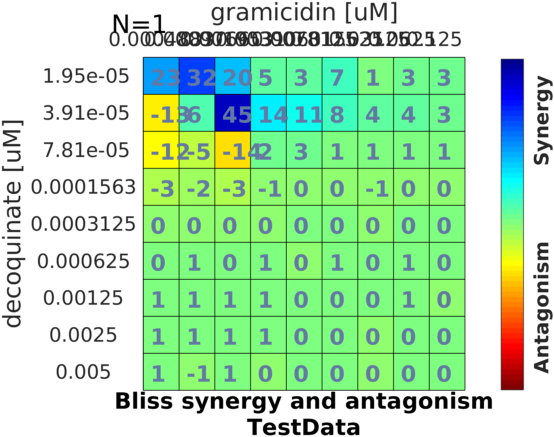 gramicidin [uM]
N=1
1.95e-05 23 32 20 5 3 7 1 3 3
3.91e-05 -13 6 45 14 11 8 4 4 3
7.81e-05 -12 -5 -14 2 3 1 1 1 1
0.0001563 -3 -2 -3 -1 0 0 -1 0 0
0.0003125 0 0 0 0 0 0 0 0 0
0.000625 0 1 0 1 0 1 0 1 0
0.00125 1 1 1 1 0 0 0 1 0
0.0025 1 1 1 1 0 0 0 0 0
0.005 1 -1 1 0 0 0 0 0 0
decoquinate [uM]
Synergy
Antagonism
Bliss synergy and antagonism
TestData